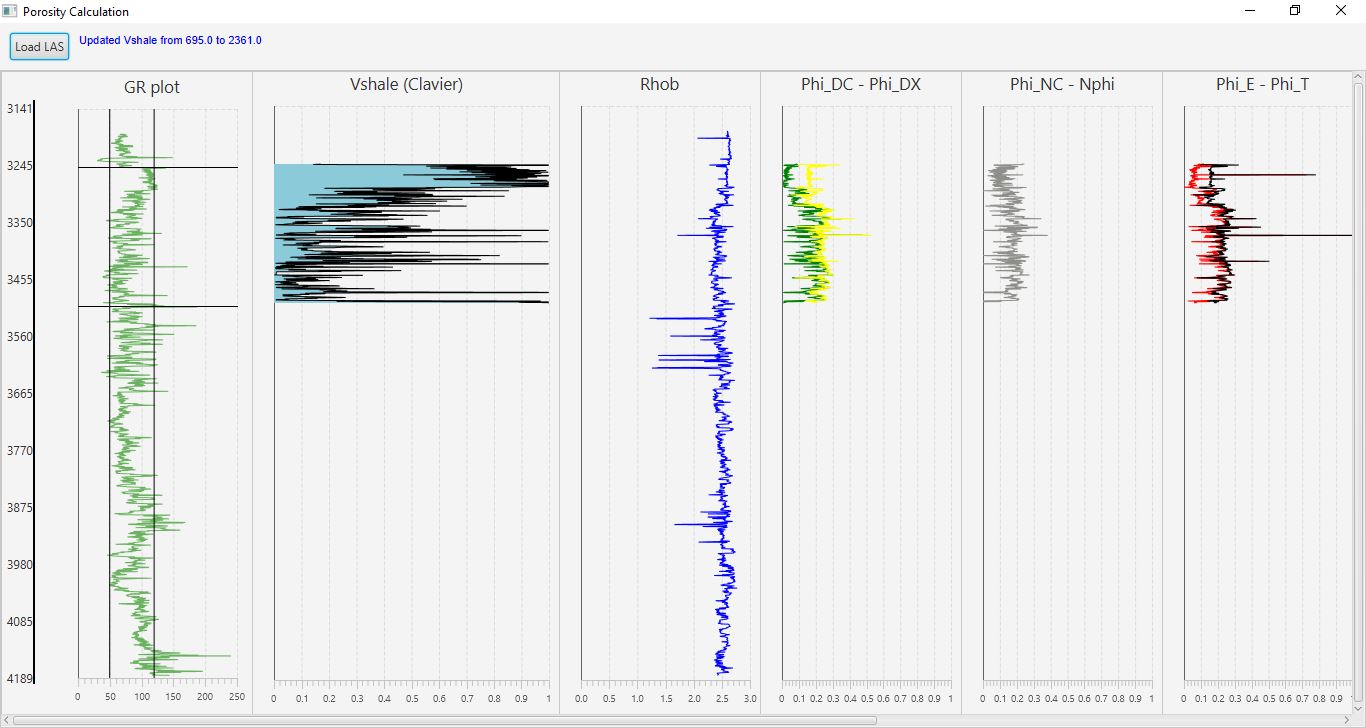 Porosity Calculation
Load LAS
Updated Vshale from 695.0 to 2361.0
GR plot
Vshale (Clavier)
Rhob
Phi_DC - Phi_DX
Phi_NC - Nphi
Phi_E - Phi_T
3141
3245
3350
3455
3560
3665
3770
3875
3980
4085
4189
0 50 100 150 200 250
0 0.1 0.2 0.3 0.4 0.5 0.6 0.7 0.8 0.9 1
0.0 0.5 1.0 1.5 2.0 2.5 3.0
0 0.1 0.2 0.3 0.4 0.5 0.6 0.7 0.8 0.9 1
0 0.1 0.2 0.3 0.4 0.5 0.6 0.7 0.8 0.9 1
0 0.1 0.2 0.3 0.4 0.5 0.6 0.7 0.8 0.9